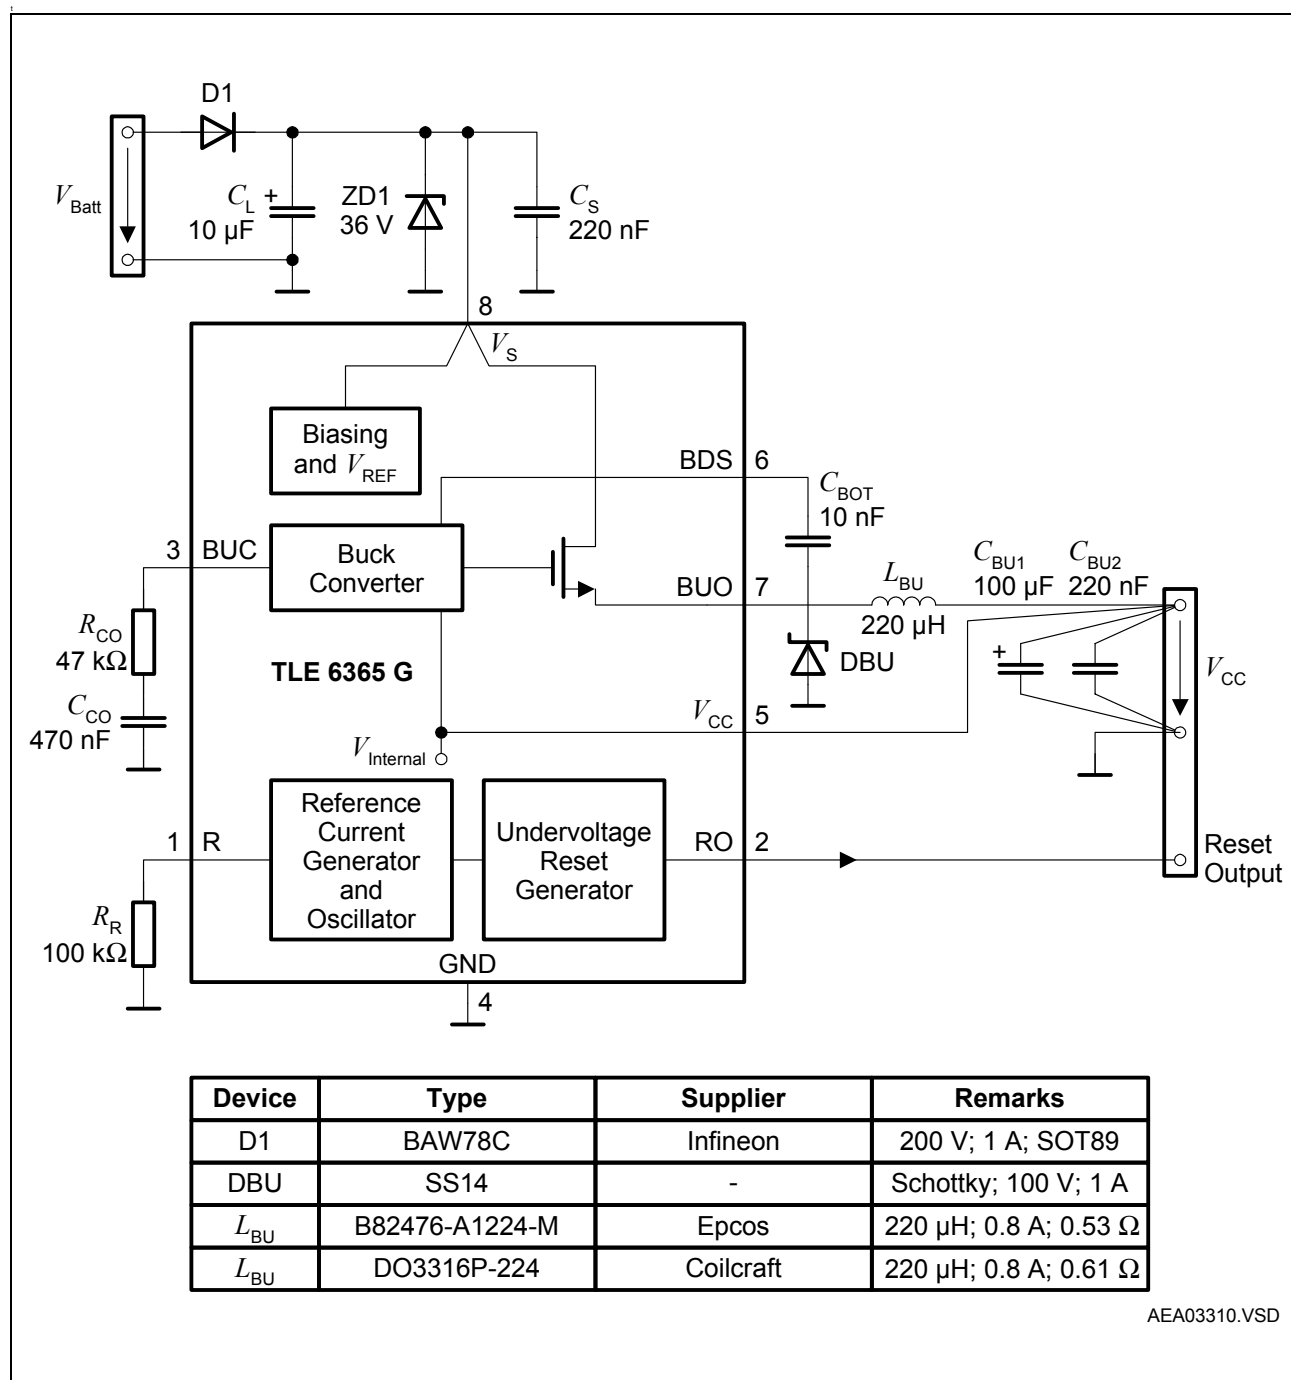 t
D1
V_Batt
C_L
+
10 µF
ZD1
36 V
C_S
220 nF
8
V_S
Biasing
and V_REF
BDS
6
C_BOT
10 nF
3
BUC
Buck
Converter
BUO
7
L_BU
220 µH
C_BU1
100 µF
C_BU2
220 nF
R_CO
47 kΩ
C_CO
470 nF
TLE 6365 G
DBU
+
V_CC
V_CC
5
V_Internal
1
R
Reference
Current
Generator
and
Oscillator
Undervoltage
Reset
Generator
RO
2
Reset
Output
R_R
100 kΩ
GND
4
Device Type Supplier Remarks
D1 BAW78C Infineon 200 V; 1 A; SOT89
DBU SS14 - Schottky; 100 V; 1 A
L_BU B82476-A1224-M Epcos 220 µH; 0.8 A; 0.53 Ω
L_BU DO3316P-224 Coilcraft 220 µH; 0.8 A; 0.61 Ω
AEA03310.VSD